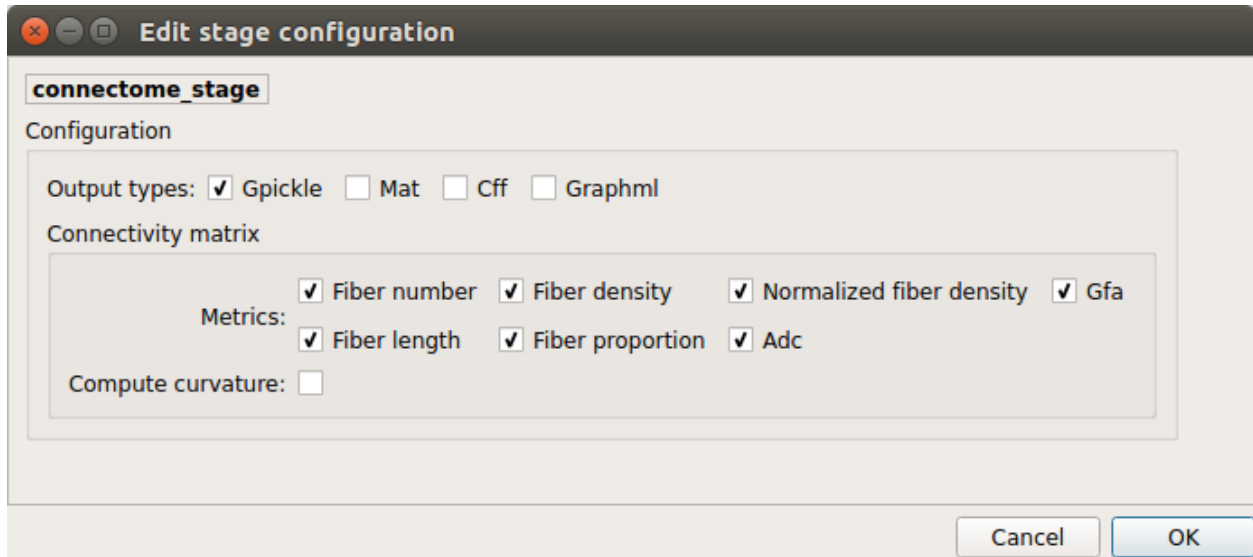 Edit stage configuration
connectome_stage
Configuration
Output types: Gpickle Mat Cff Graphml
Connectivity matrix
Metrics:
Fiber number Fiber density Normalized fiber density Gfa
Fiber length Fiber proportion Adc
Compute curvature:
Cancel OK